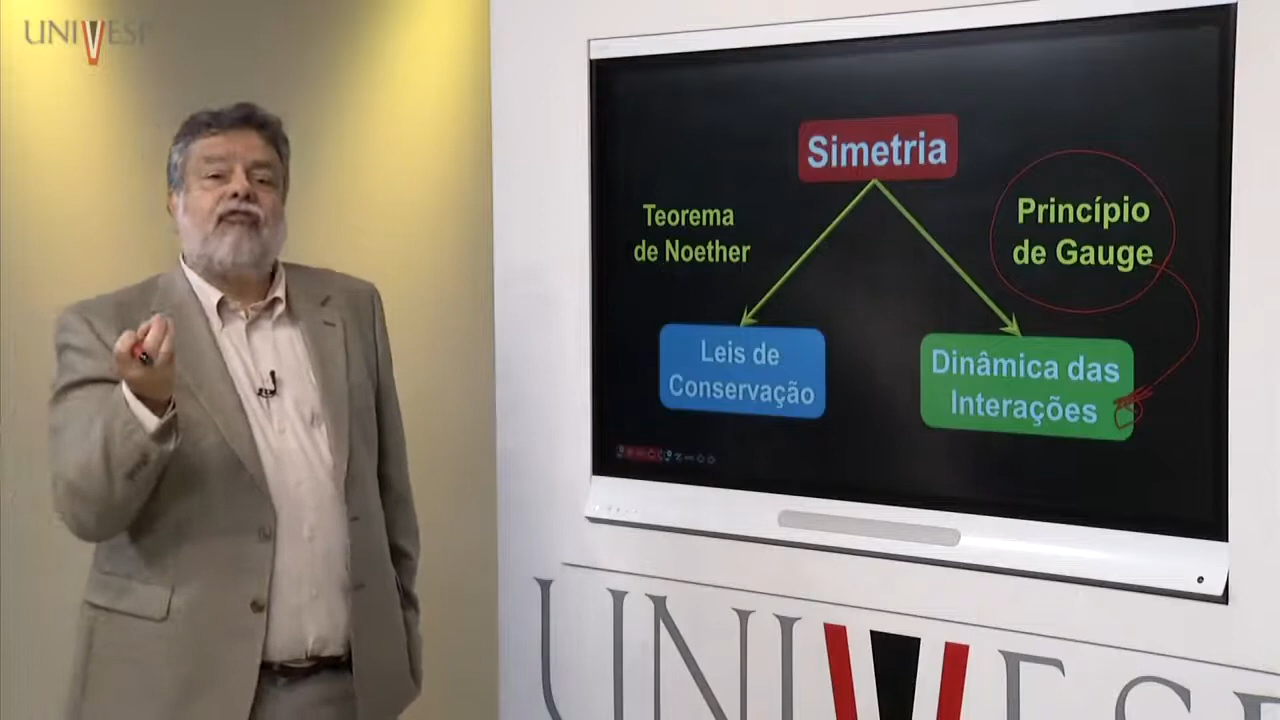 UNIVESP
Simetria
Teorema
de Noether
Princípio
de Gauge
Leis de
Conservação
Dinâmica das
Interações
UNIVESP